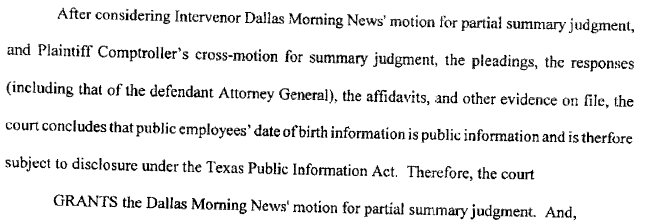 After considering Intervenor Dallas Morning News' motion for partial summary judgment,
and Plaintiff Comptroller's cross-motion for summary judgment, the pleadings, the responses
(including that of the defendant Attorney General), the affidavits, and other evidence on file, the
court concludes that public employees' date of birth information is public information and is therfore
subject to disclosure under the Texas Public Information Act. Therefore, the court
GRANTS the Dallas Morning News' motion for partial summary judgment. And,